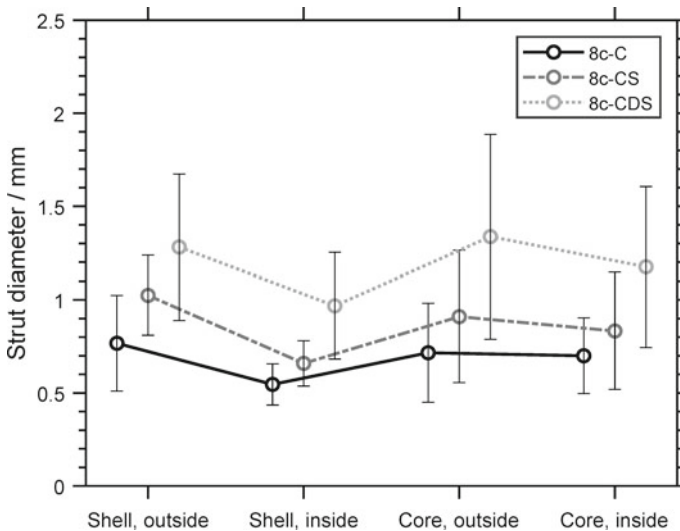 2.5
2
1.5
1
0.5
0
Strut diameter / mm
8c-C
8c-CS
8c-CDS
Shell, outside
Shell, inside
Core, outside
Core, inside